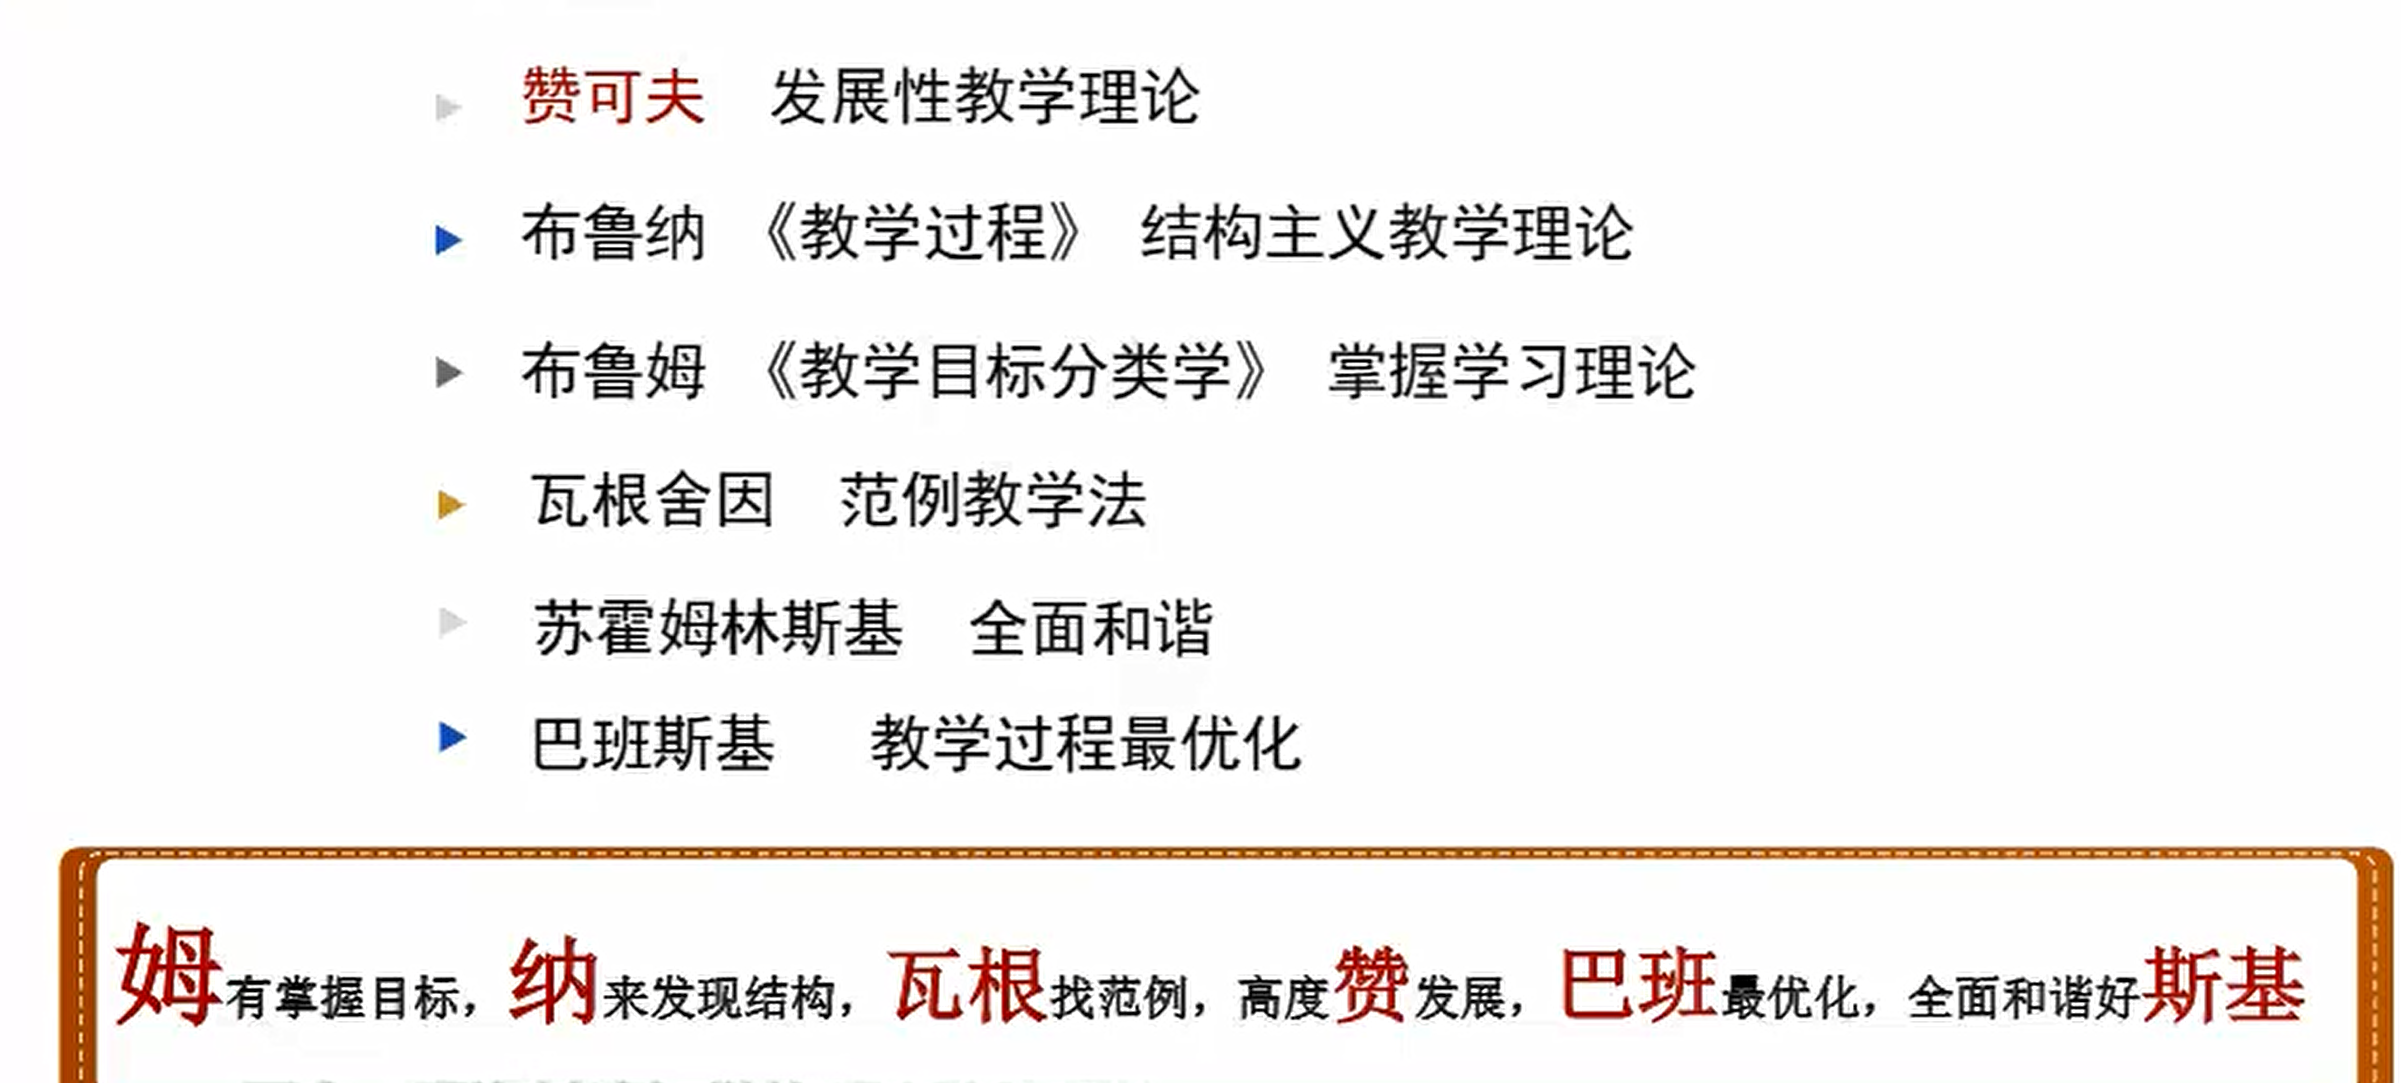 赞可夫 发展性教学理论
布鲁纳 《教学过程》 结构主义教学理论
布鲁姆 《教学目标分类学》 掌握学习理论
瓦根舍因 范例教学法
苏霍姆林斯基 全面和谐
巴班斯基 教学过程最优化
姆有掌握目标，纳来发现结构，瓦根找范例，高度赞发展，巴班最优化，全面和谐好斯基